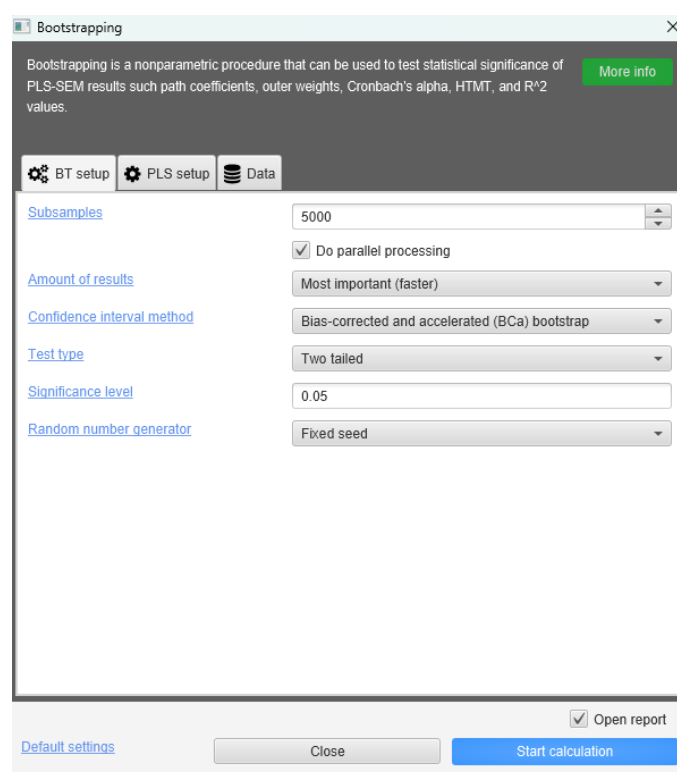 Bootstrapping
Bootstrapping is a nonparametric procedure that can be used to test statistical significance of
PLS-SEM results such path coefficients, outer weights, Cronbach's alpha, HTMT, and R^2
values.
More info
BT setup PLS setup Data
Subsamples 5000
Do parallel processing
Amount of results Most important (faster)
Confidence interval method Bias-corrected and accelerated (BCa) bootstrap
Test type Two tailed
Significance level 0.05
Random number generator Fixed seed
Open report
Default settings Close Start calculation